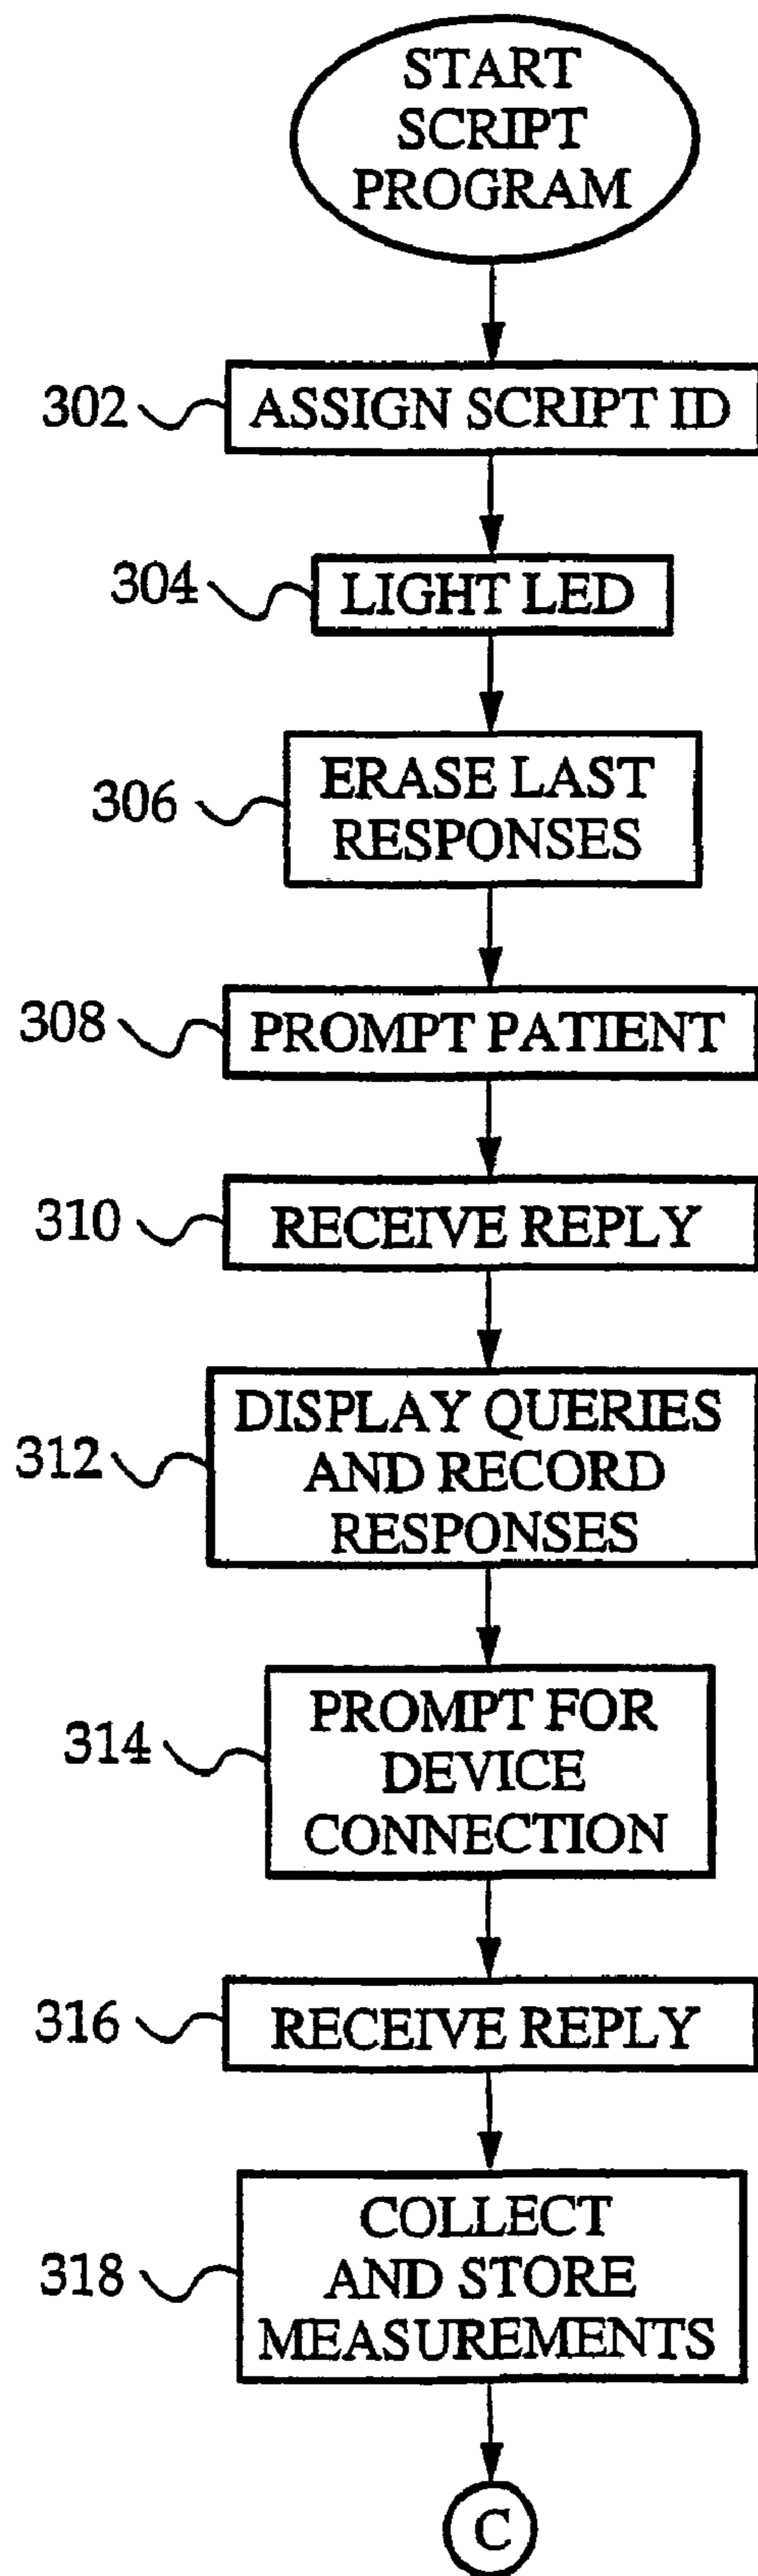 START
SCRIPT
PROGRAM
302
ASSIGN SCRIPT ID
304
LIGHT LED
306
ERASE LAST
RESPONSES
308
PROMPT PATIENT
310
RECEIVE REPLY
312
DISPLAY QUERIES
AND RECORD
RESPONSES
314
PROMPT FOR
DEVICE
CONNECTION
316
RECEIVE REPLY
318
COLLECT
AND STORE
MEASUREMENTS
C